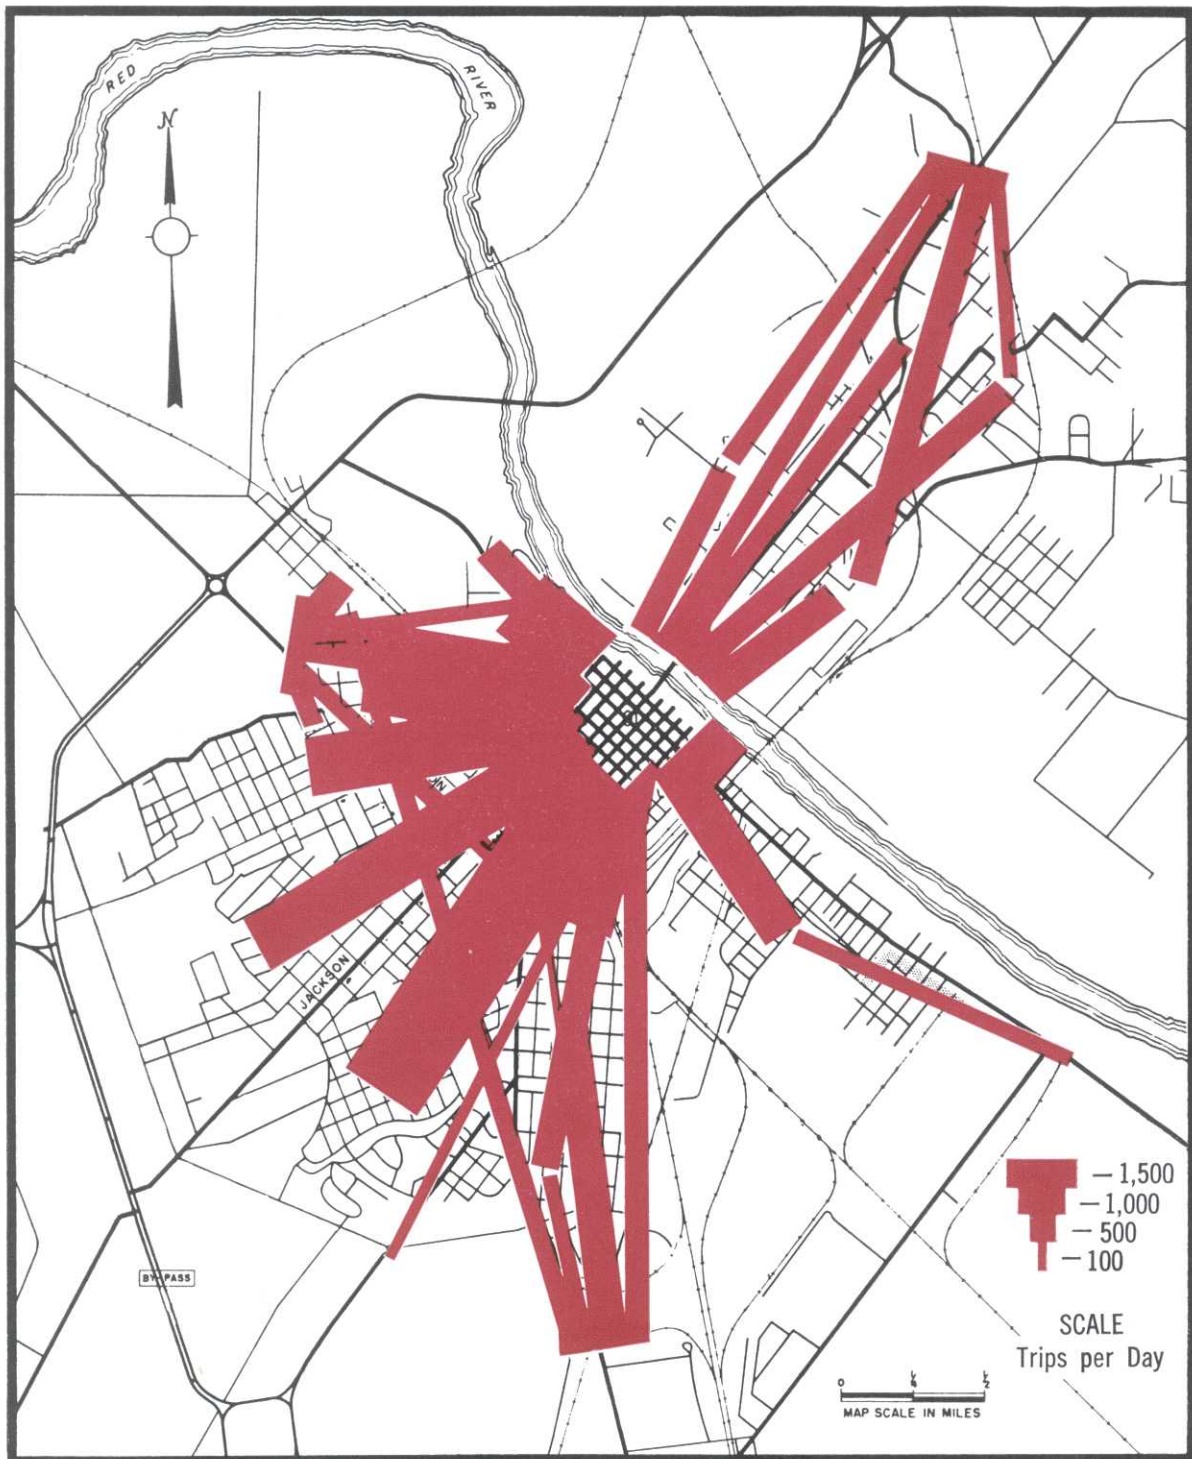 RED
RIVER
N
JACKSON
BY-PASS
— 1,500
— 1,000
— 500
— 100
SCALE
Trips per Day
0 1/4 1/2
MAP SCALE IN MILES